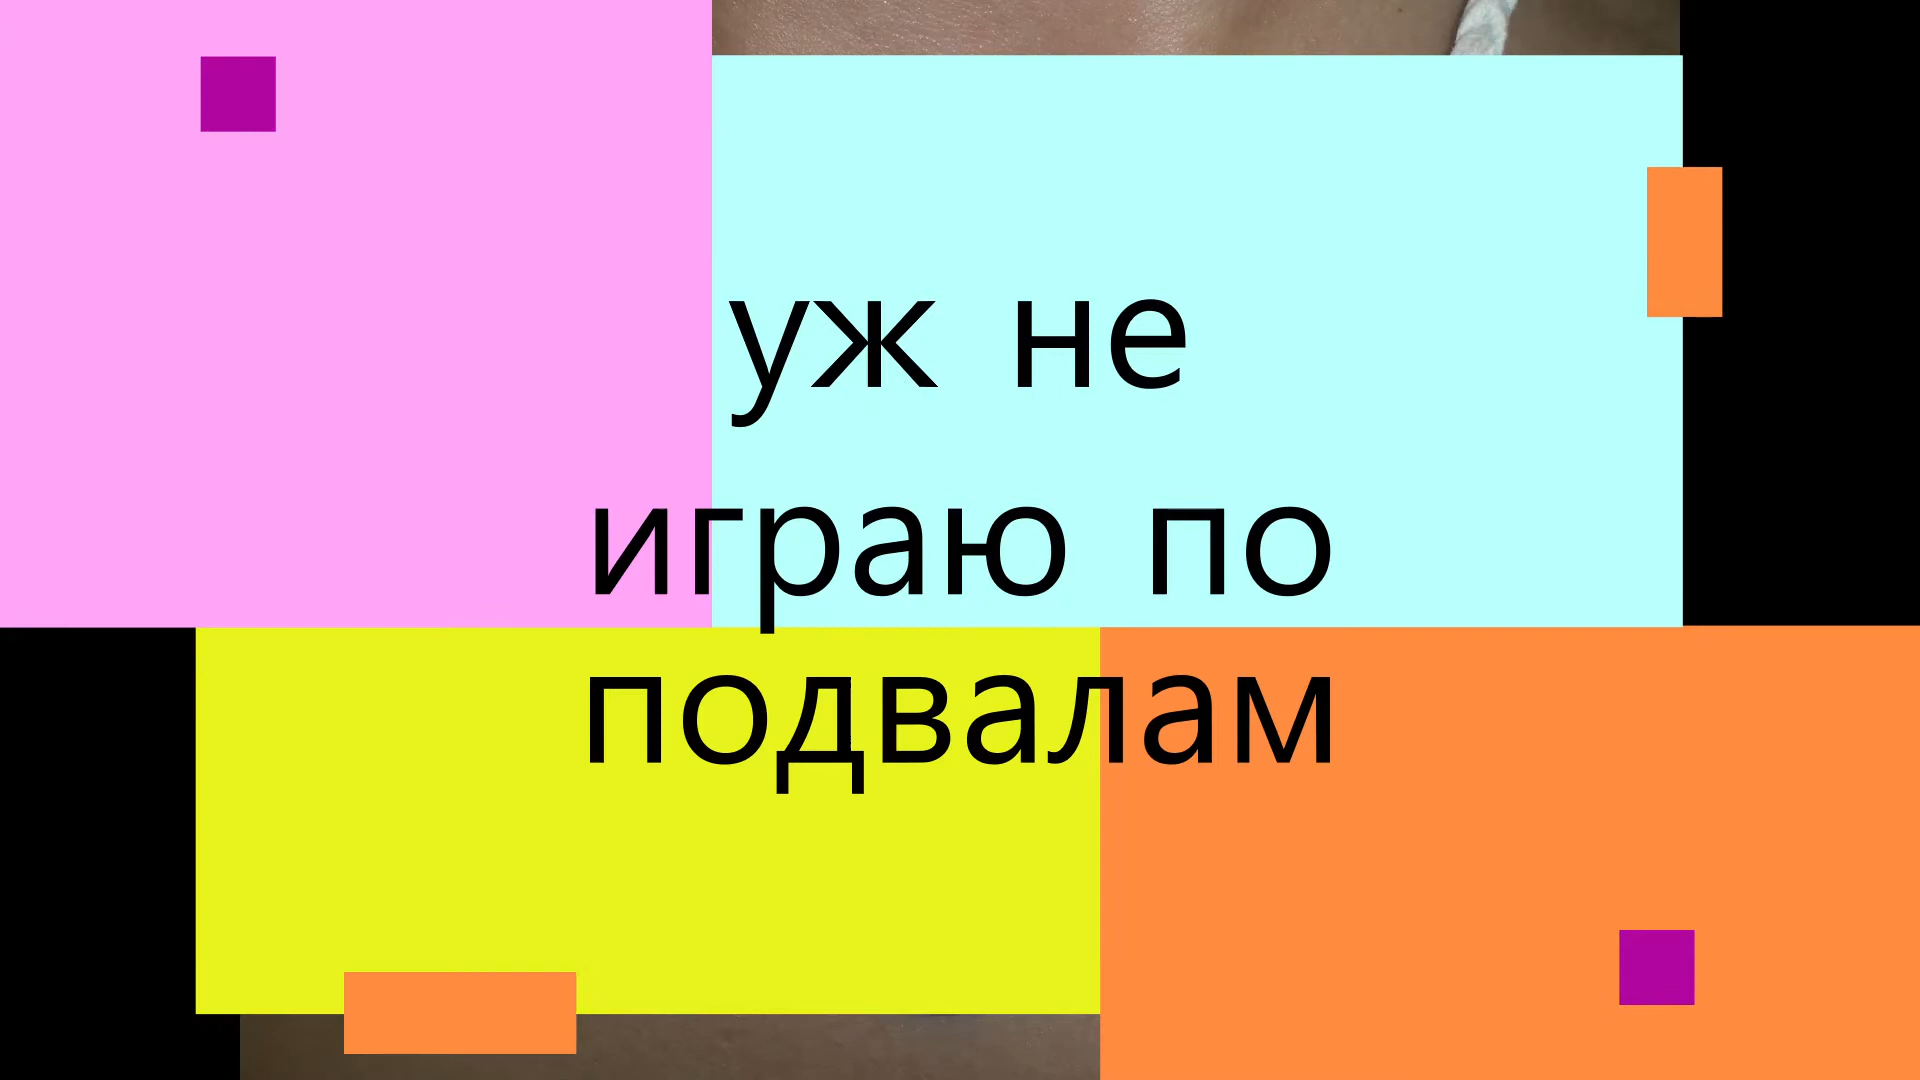 уж не
играю по
подвалам